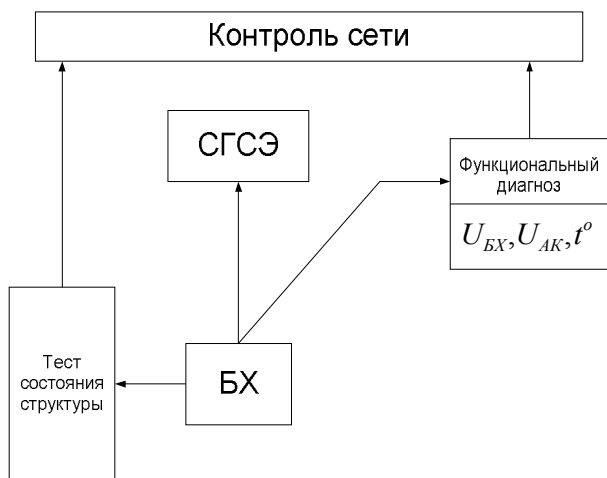 Контроль сети
СГСЭ
Функциональный
диагноз
U_БХ, U_АК, t^o
Тест
состояния
структуры
БХ